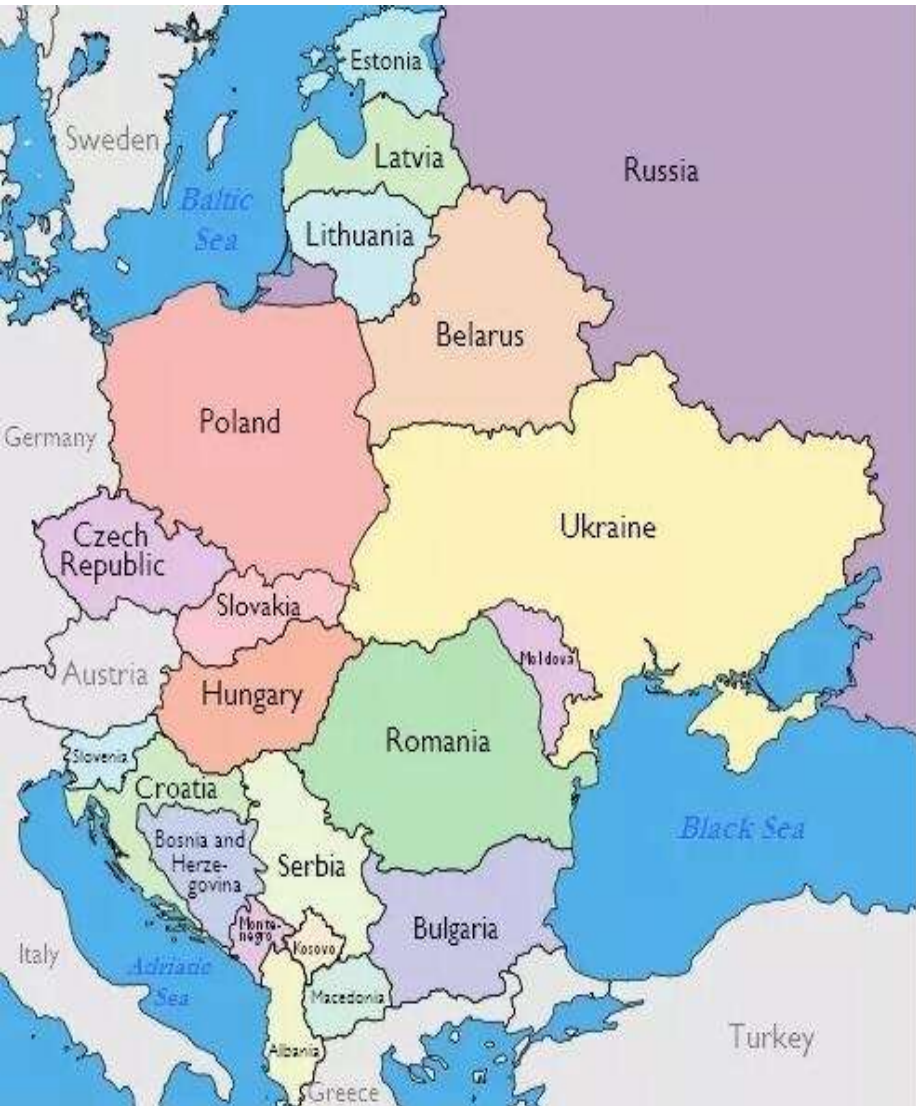 Estonia
Sweden
Latvia
Russia
Baltic
Sea
Lithuania
Belarus
Poland
Germany
Czech
Republic
Ukraine
Slovakia
Moldova
Austria
Hungary
Romania
Slovenia
Croatia
Black Sea
Bosnia and
Herze-
govina
Serbia
Monte-
negro
Bulgaria
Kosovo
Italy
Adriatic
Sea
Macedonia
Turkey
Albania
Greece